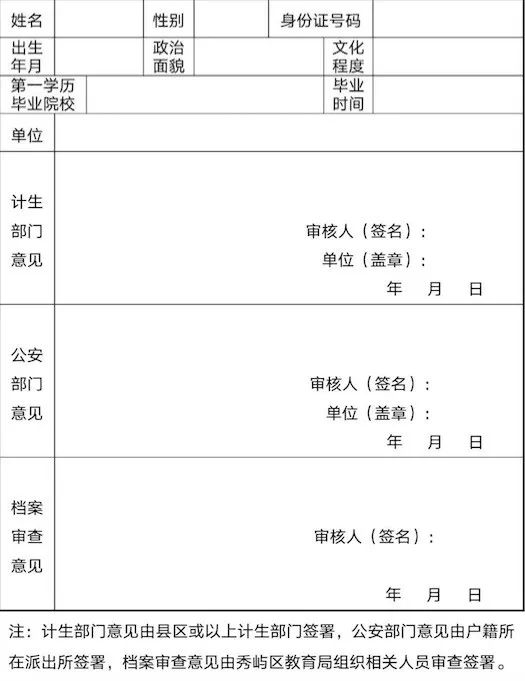 姓名 性别 身份证号码
出生 政治 文化
年月 面貌 程度
第一学历 毕业
毕业院校 时间
单位
计生
部门 审核人（签名）：
意见 单位（盖章）：
年 月 日
公安
部门 审核人（签名）：
意见 单位（盖章）：
年 月 日
档案
审查 审核人（签名）：
意见
年 月 日
注：计生部门意见由县区或以上计生部门签署，公安部门意见由户籍所
在派出所签署，档案审查意见由秀屿区教育局组织相关人员审查签署。